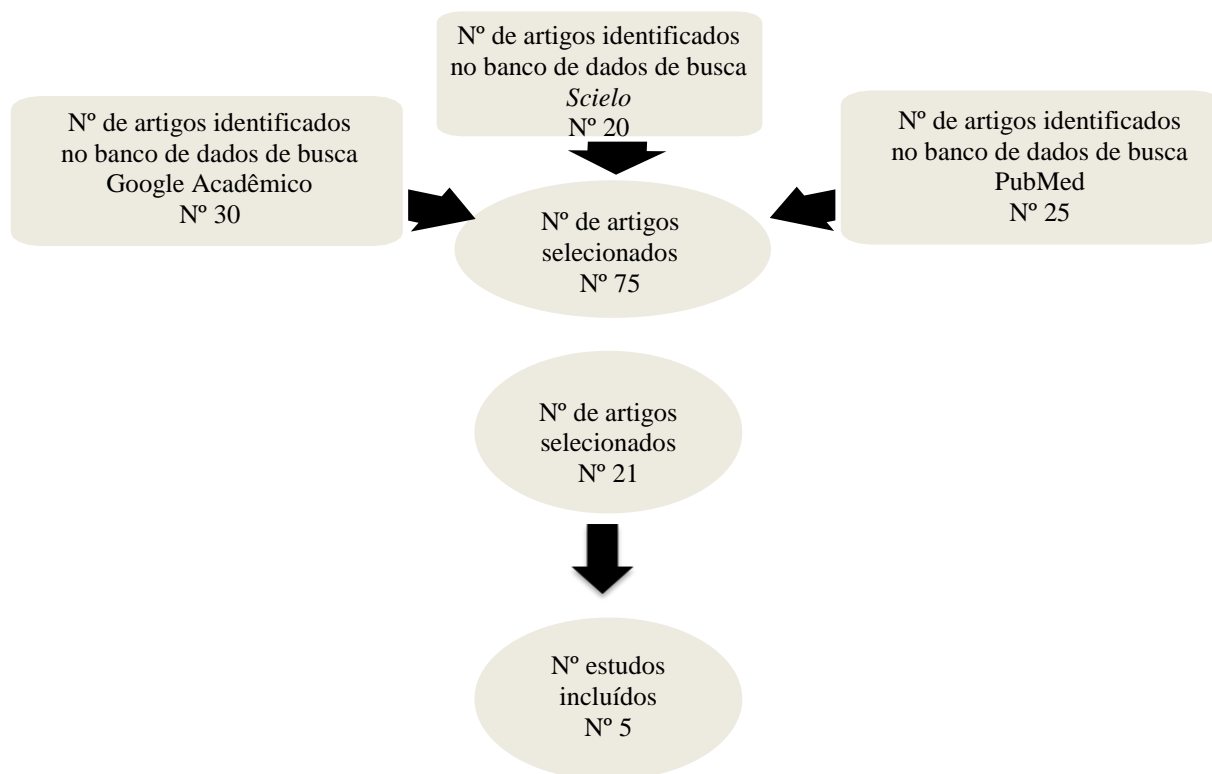 Nº de artigos identificados
no banco de dados de busca
Scielo
Nº 20
Nº de artigos identificados
no banco de dados de busca
Google Acadêmico
Nº 30
Nº de artigos identificados
no banco de dados de busca
PubMed
Nº 25
Nº de artigos
selecionados
Nº 75
Nº de artigos
selecionados
Nº 21
Nº estudos
incluídos
Nº 5